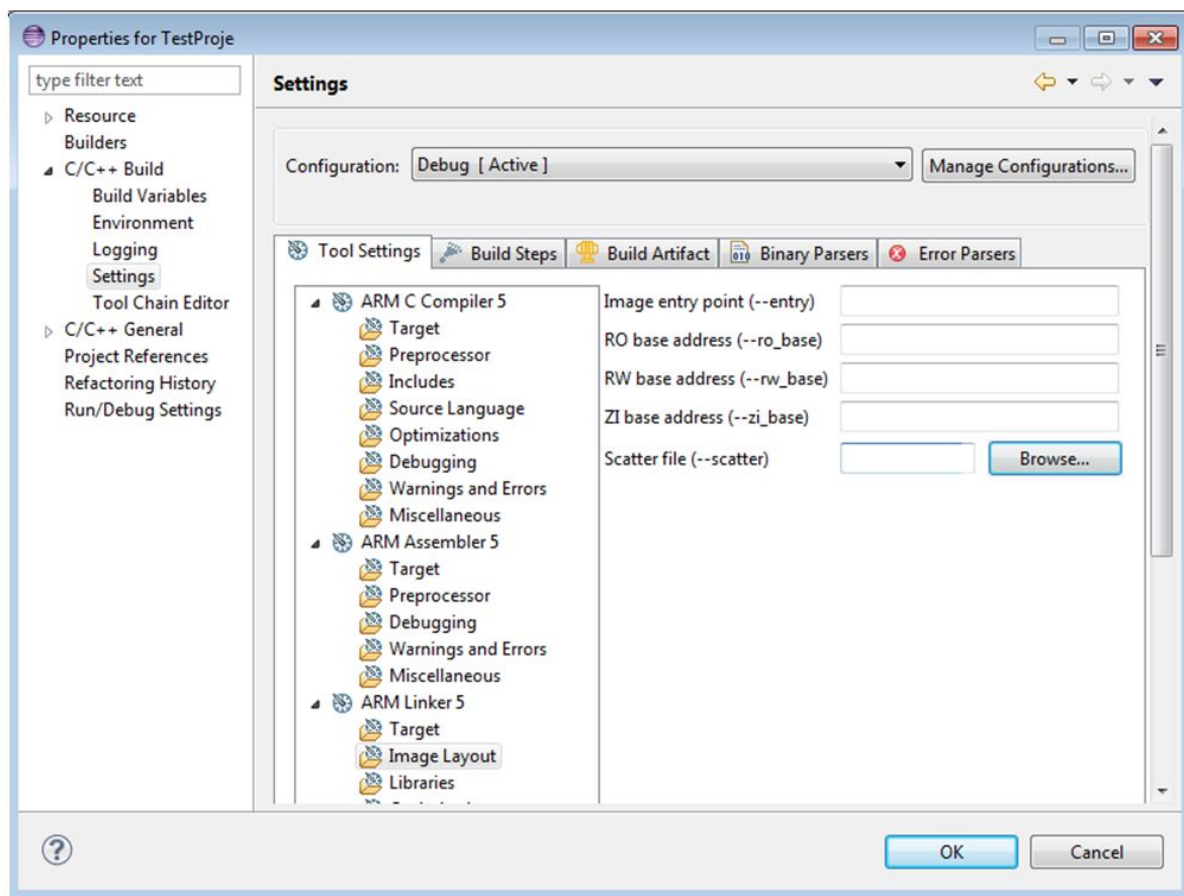 Properties for TestProje
type filter text
Resource
Builders
C/C++ Build
Build Variables
Environment
Logging
Settings
Tool Chain Editor
C/C++ General
Project References
Refactoring History
Run/Debug Settings
Settings
Configuration: Debug [ Active ] Manage Configurations...
Tool Settings Build Steps Build Artifact 010 Binary Parsers Error Parsers
ARM C Compiler 5
Target
Preprocessor
Includes
Source Language
Optimizations
Debugging
Warnings and Errors
Miscellaneous
ARM Assembler 5
Target
Preprocessor
Debugging
Warnings and Errors
Miscellaneous
ARM Linker 5
Target
Image Layout
Libraries
Image entry point (--entry)
RO base address (--ro_base)
RW base address (--rw_base)
ZI base address (--zi_base)
Scatter file (--scatter) Browse...
? OK Cancel